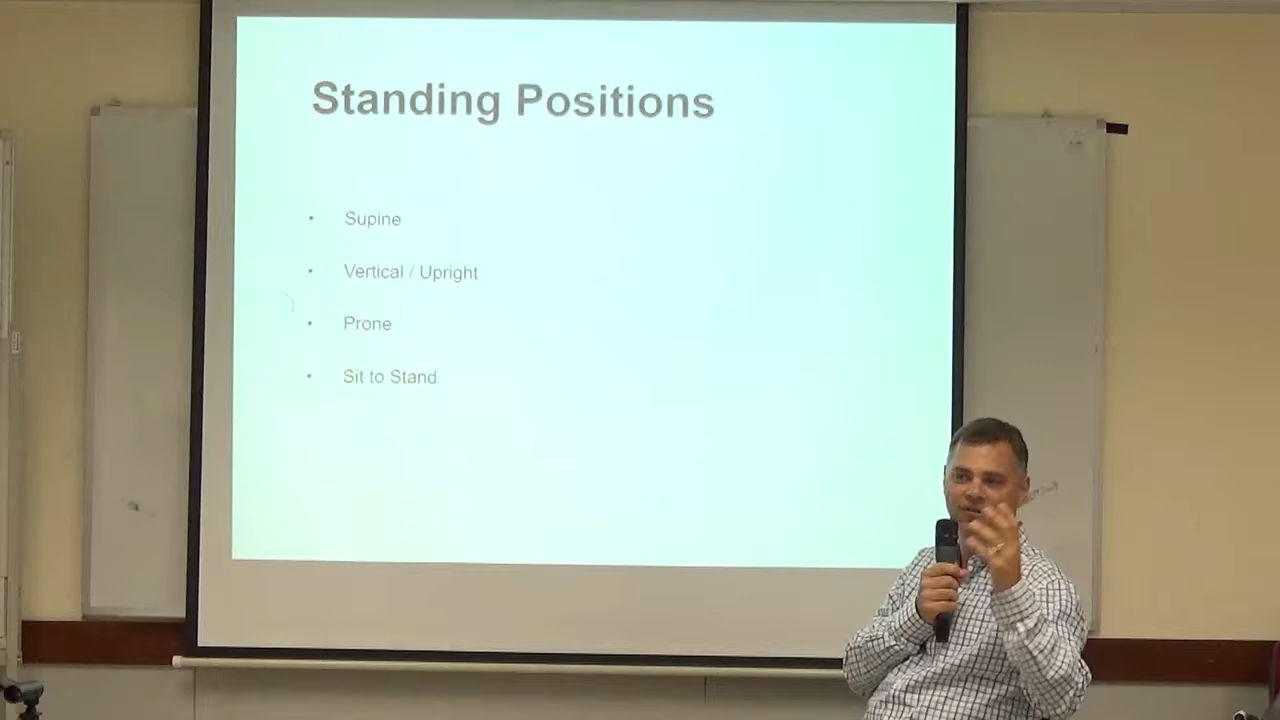 Standing Positions
• Supine
• Vertical / Upright
• Prone
• Sit to Stand